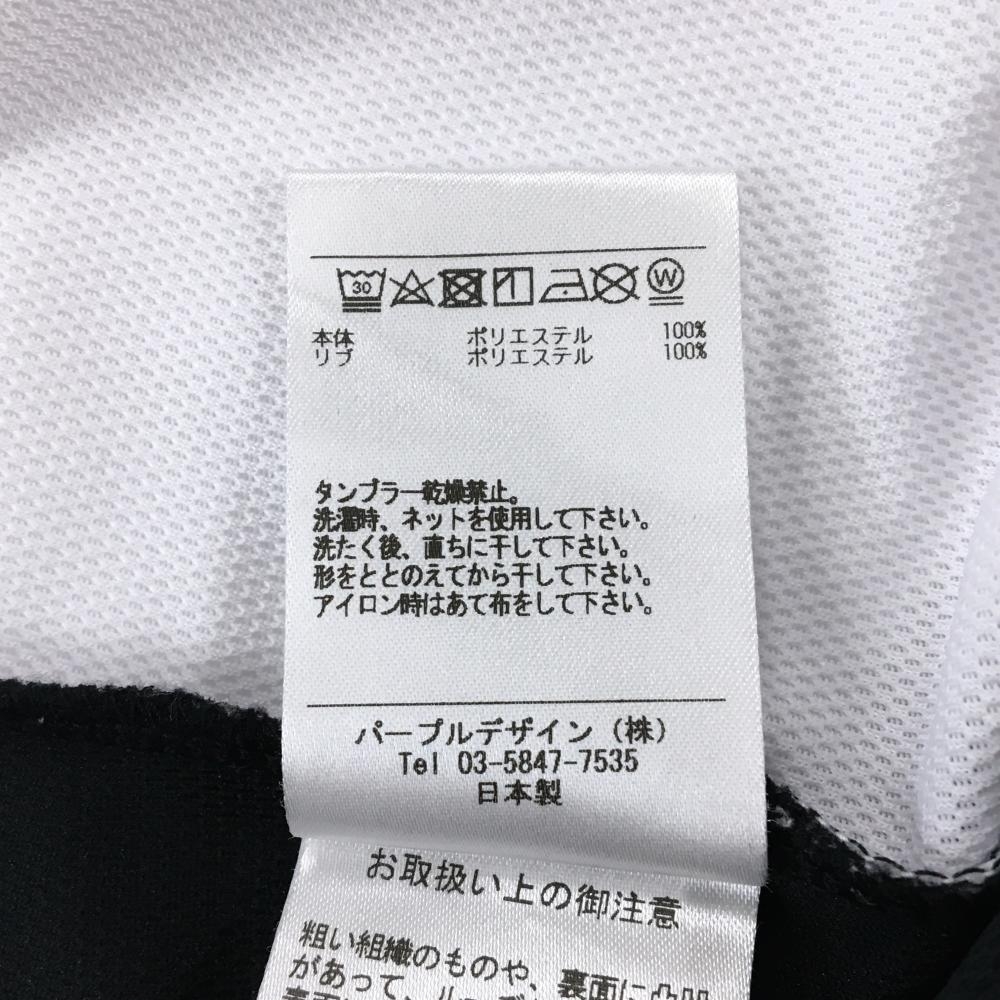 30 W
本体 ポリエステル 100%
リブ ポリエステル 100%
タンブラー乾燥禁止。
洗濯時、ネットを使用して下さい。
洗たく後、直ちに干して下さい。
形をととのえてから干して下さい。
アイロン時はあて布をして下さい。
パープルデザイン（株）
Tel 03-5847-7535
日本製
お取扱い上の御注意
粗い組織のものや、裏面に凸凹
があって、ルー